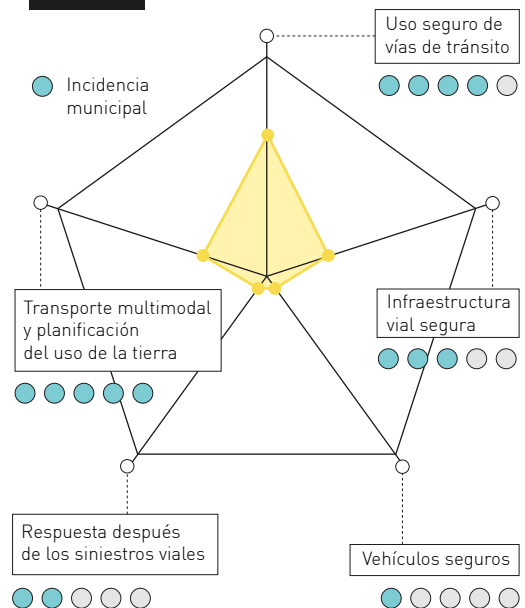 Uso seguro de
vías de tránsito
Incidencia
municipal
Transporte multimodal
y planificación
del uso de la tierra
Infraestructura
vial segura
Respuesta después
de los siniestros viales
Vehículos seguros